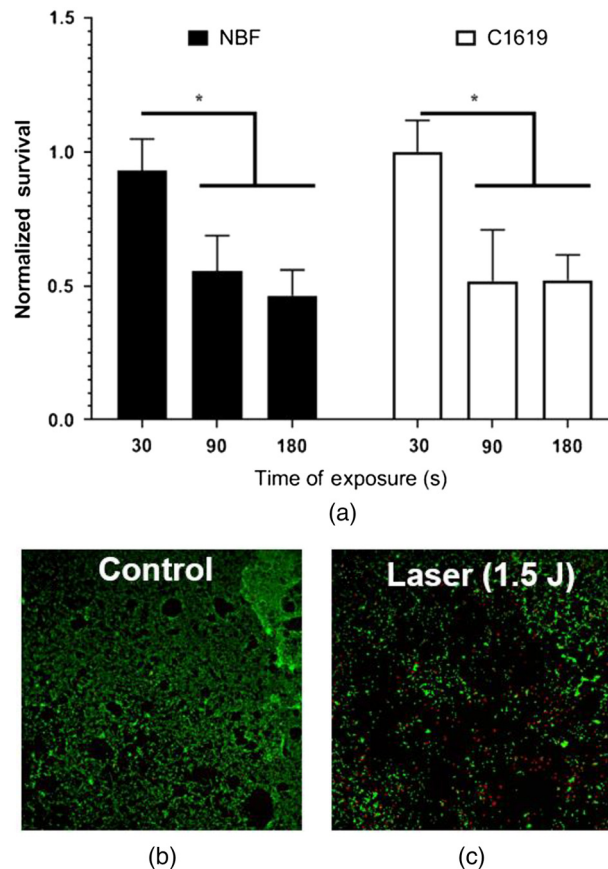 1.5
NBF
C1619
*
*
1.0
Normalized survival
0.5
0.0
30
90
180
30
90
180
Time of exposure (s)
(a)
Control
Laser (1.5 J)
(b)
(c)